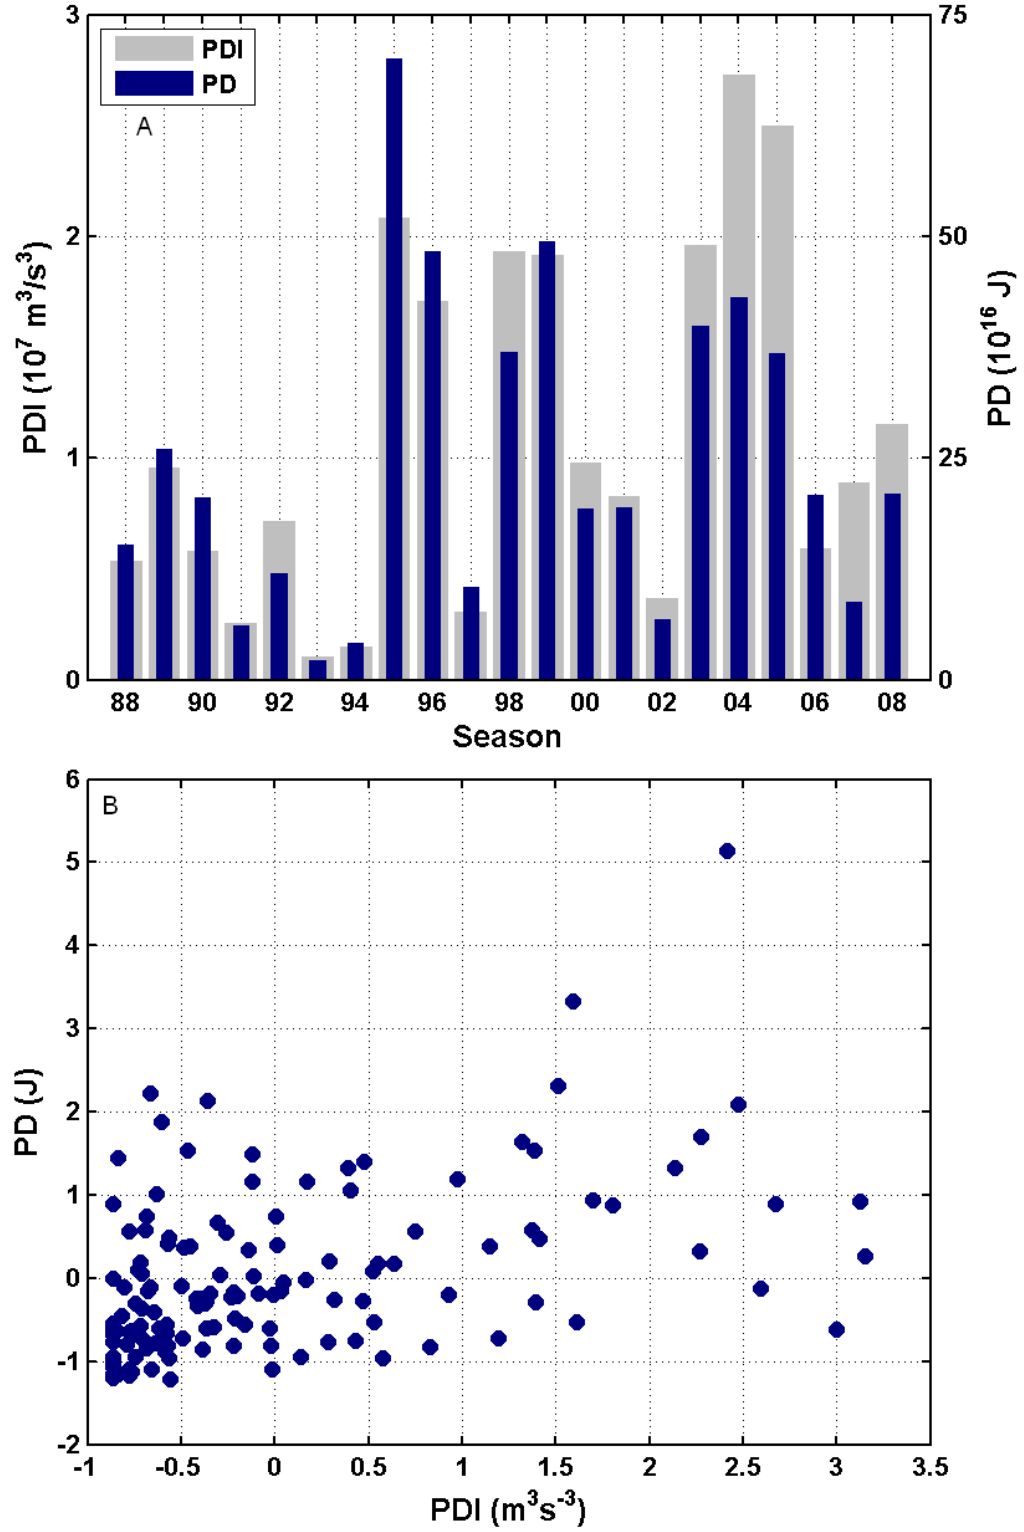 3
75
PDI
PD
A
2
50
1
25
0
0
PDI (10⁷ m³/s³)
PD (10¹⁶ J)
88 90 92 94 96 98 00 02 04 06 08
Season
6
B
5
4
3
2
1
0
-1
-2
PD (J)
-1 -0.5 0 0.5 1 1.5 2 2.5 3 3.5
PDI (m³s⁻³)